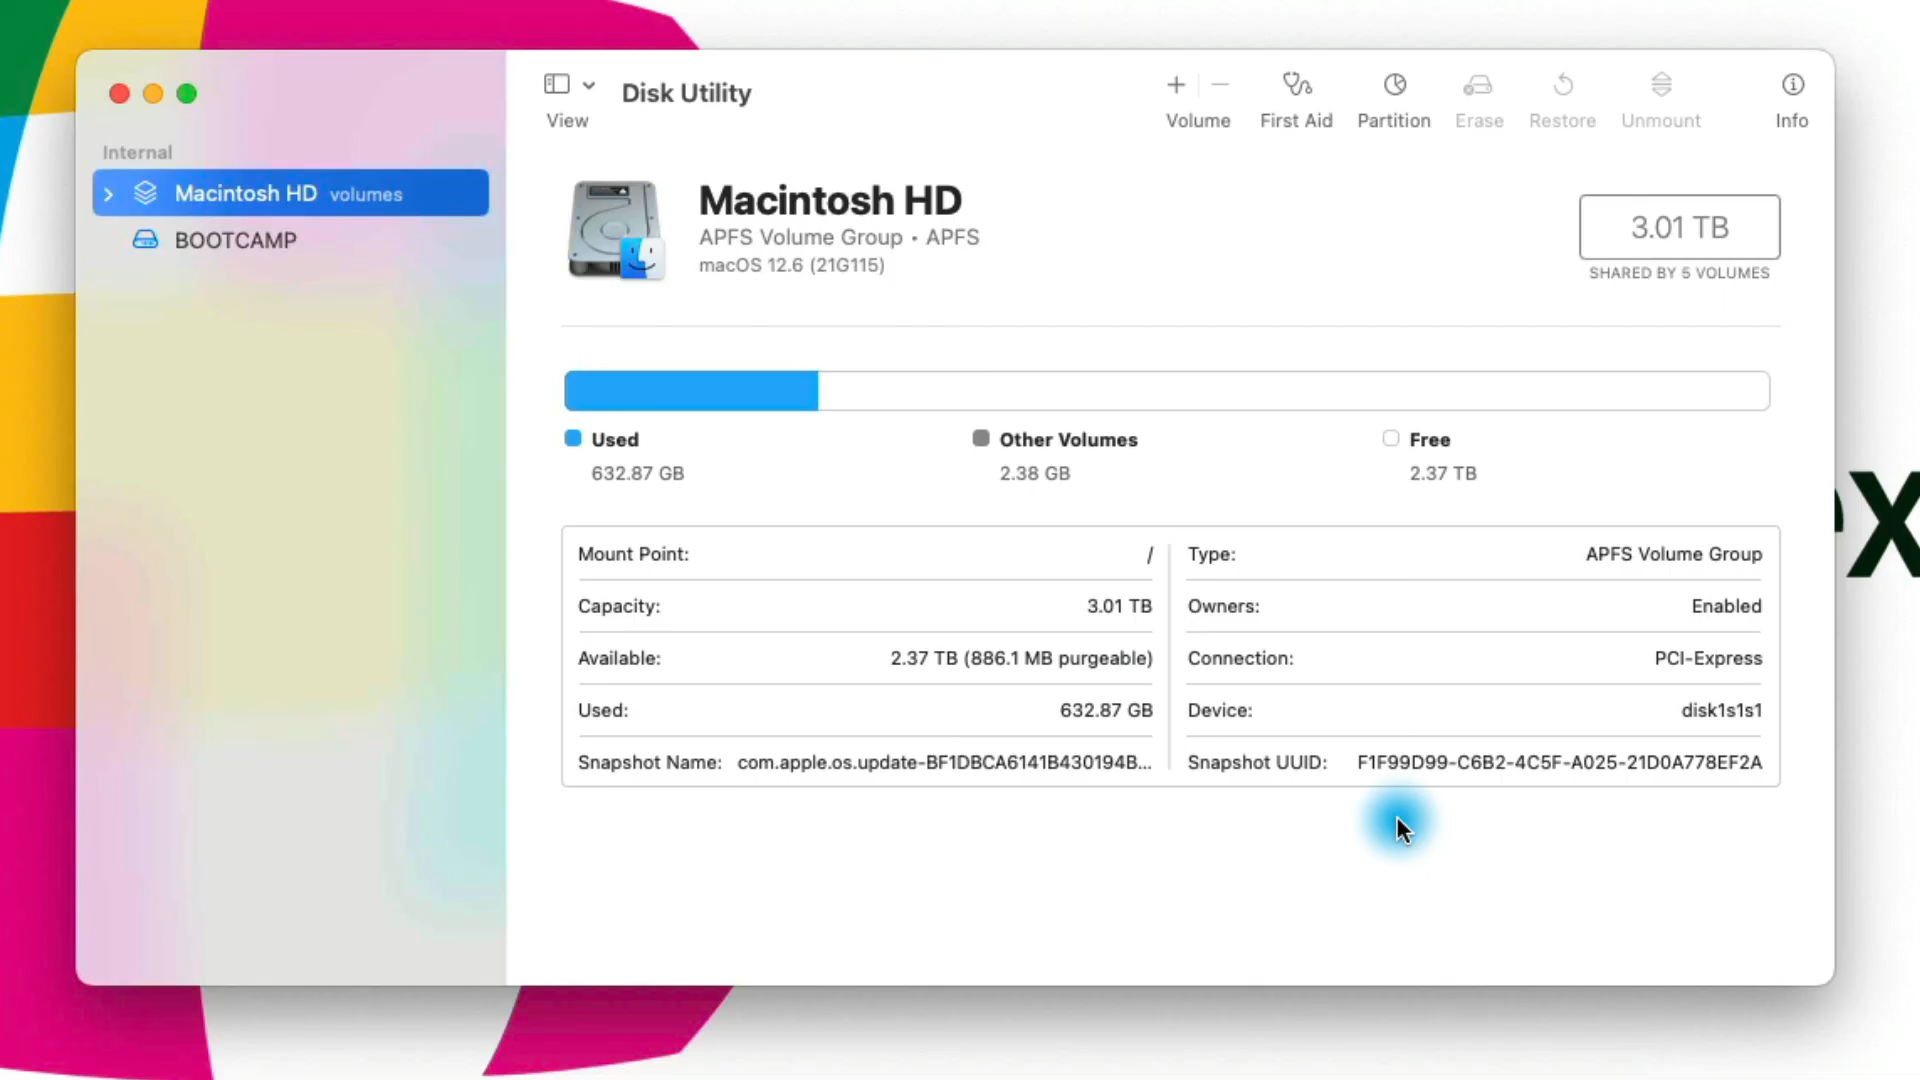 Disk Utility
View
Volume
First Aid
Partition
Erase
Restore
Unmount
Info
Internal
Macintosh HD volumes
BOOTCAMP
Macintosh HD
APFS Volume Group • APFS
macOS 12.6 (21G115)
3.01 TB
SHARED BY 5 VOLUMES
Used
632.87 GB
Other Volumes
2.38 GB
Free
2.37 TB
Mount Point: /
Capacity: 3.01 TB
Available: 2.37 TB (886.1 MB purgeable)
Used: 632.87 GB
Snapshot Name: com.apple.os.update-BF1DBCA6141B430194B...
Type: APFS Volume Group
Owners: Enabled
Connection: PCI-Express
Device: disk1s1s1
Snapshot UUID: F1F99D99-C6B2-4C5F-A025-21D0A778EF2A